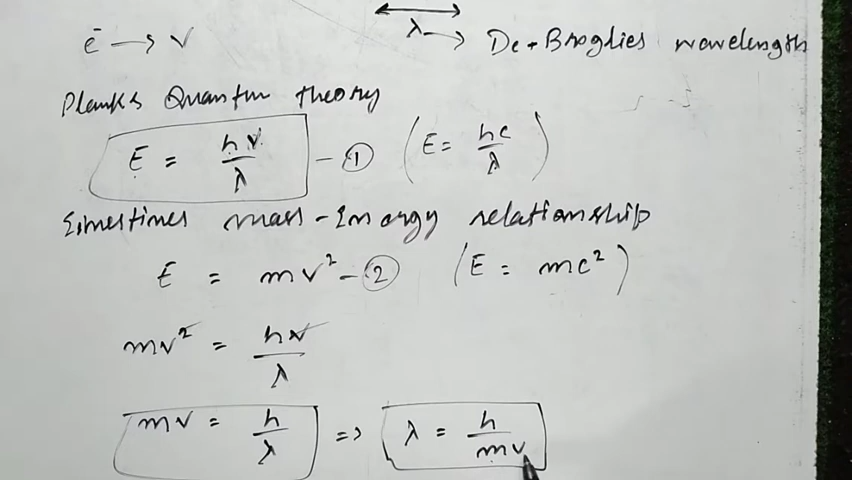 ē → v
λ → De-Broglies wavelength
Planks Quantum theory
E = hv/λ - ① (E = hc/λ)
Einestines mass-Energy relationship
E = mv² - ② (E = mc²)
mv² = hv/λ
mv = h/λ => λ = h/mv